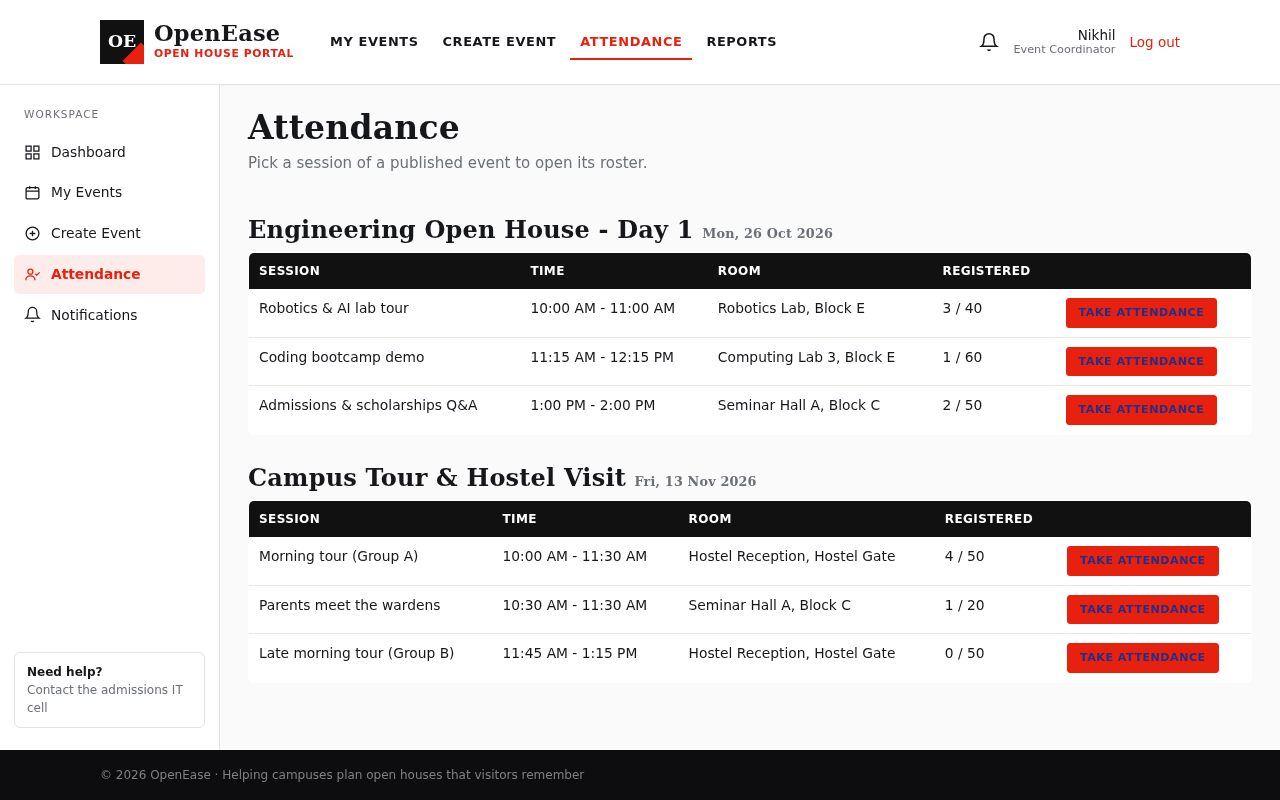 OE
OpenEase
OPEN HOUSE PORTAL
MY EVENTS
CREATE EVENT
ATTENDANCE
REPORTS
Nikhil
Event Coordinator
Log out
WORKSPACE
Dashboard
My Events
Create Event
Attendance
Notifications
Need help?
Contact the admissions IT
cell
Attendance
Pick a session of a published event to open its roster.
Engineering Open House - Day 1 Mon, 26 Oct 2026
SESSION TIME ROOM REGISTERED
Robotics & AI lab tour 10:00 AM - 11:00 AM Robotics Lab, Block E 3 / 40 TAKE ATTENDANCE
Coding bootcamp demo 11:15 AM - 12:15 PM Computing Lab 3, Block E 1 / 60 TAKE ATTENDANCE
Admissions & scholarships Q&A 1:00 PM - 2:00 PM Seminar Hall A, Block C 2 / 50 TAKE ATTENDANCE
Campus Tour & Hostel Visit Fri, 13 Nov 2026
SESSION TIME ROOM REGISTERED
Morning tour (Group A) 10:00 AM - 11:30 AM Hostel Reception, Hostel Gate 4 / 50 TAKE ATTENDANCE
Parents meet the wardens 10:30 AM - 11:30 AM Seminar Hall A, Block C 1 / 20 TAKE ATTENDANCE
Late morning tour (Group B) 11:45 AM - 1:15 PM Hostel Reception, Hostel Gate 0 / 50 TAKE ATTENDANCE
© 2026 OpenEase · Helping campuses plan open houses that visitors remember